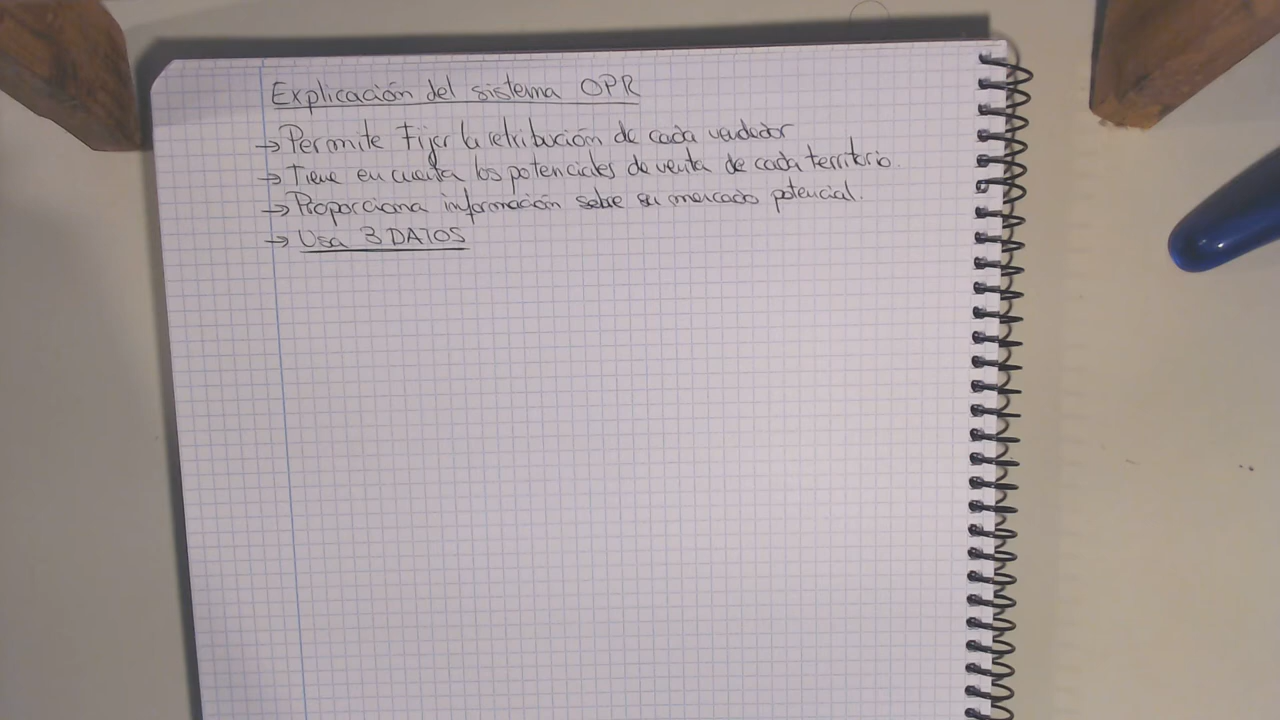 Explicación del sistema OPR
→ Permite Fijar la retribución de cada vendedor
→ Tiene en cuenta los potenciales de venta de cada territorio.
→ Proporciona información sobre su mercado potencial.
→ Usa 3 DATOS